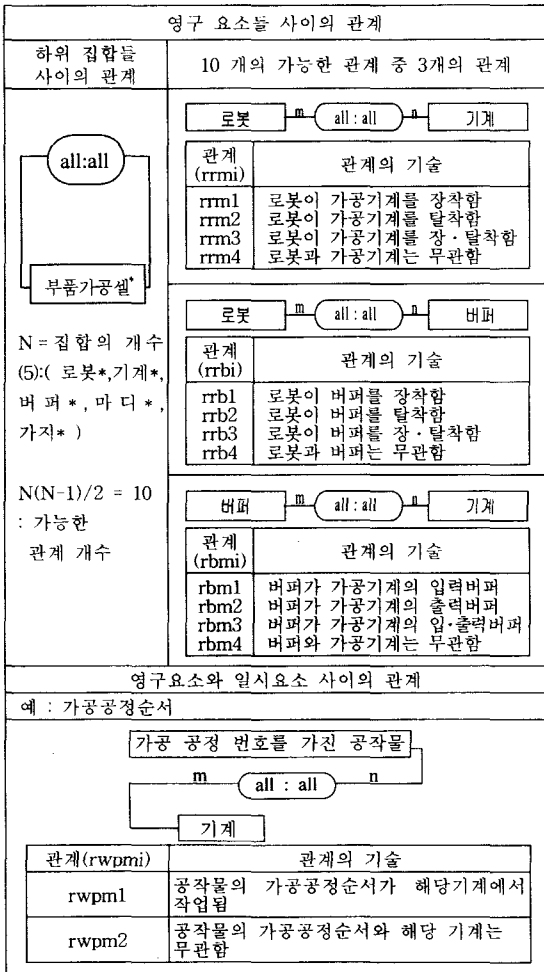 영구 요소들 사이의 관계
하위 집합들
사이의 관계
10 개의 가능한 관계 중 3개의 관계
all:all
부품가공셀*
N = 집합의 개수
(5):( 로봇*,기계*,
버 퍼 * , 마 디 * ,
가지* )
N(N-1)/2 = 10
: 가능한
관계 개수
로봇 m all : all n 기계
관계
(rrmi)
관계의 기술
rrm1 로봇이 가공기계를 장착함
rrm2 로봇이 가공기계를 탈착함
rrm3 로봇이 가공기계를 장 · 탈착함
rrm4 로봇과 가공기계는 무관함
로봇 m all : all n 버퍼
관계
(rrbi)
관계의 기술
rrb1 로봇이 버퍼를 장착함
rrb2 로봇이 버퍼를 탈착함
rrb3 로봇이 버퍼를 장 · 탈착함
rrb4 로봇과 버퍼는 무관함
버퍼 m all : all n 기계
관계
(rbmi)
관계의 기술
rbm1 버퍼가 가공기계의 입력버퍼
rbm2 버퍼가 가공기계의 출력버퍼
rbm3 버퍼가 가공기계의 입·출력버퍼
rbm4 버퍼와 가공기계는 무관함
영구요소와 일시요소 사이의 관계
예 : 가공공정순서
가공 공정 번호를 가진 공작물
m all : all n
기계
관계(rwpmi) 관계의 기술
rwpm1 공작물의 가공공정순서가 해당기계에서
작업됨
rwpm2 공작물의 가공공정순서와 해당 기계는
무관함